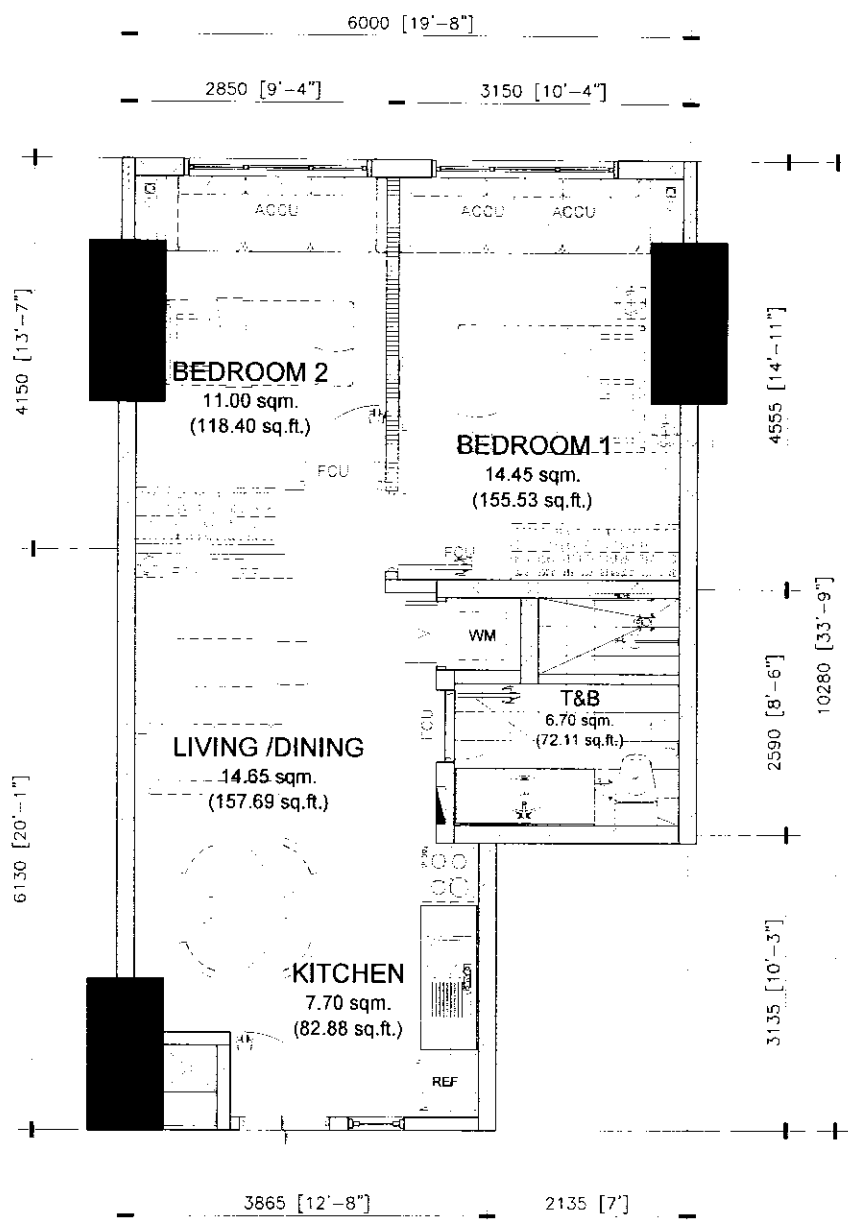 6000 [19'-8"]
2850 [9'-4"]
3150 [10'-4"]
ACCU
ACCU
ACCU
4150 [13'-7"]
4555 [14'-11"]
BEDROOM 2
11.00 sqm.
(118.40 sq.ft.)
BEDROOM 1
14.45 sqm.
(155.53 sq.ft.)
FCU
FCU
WM
10280 [33'-9"]
2590 [8'-6"]
T&B
6.70 sqm.
(72.11 sq.ft.)
FCU
LIVING /DINING
14.65 sqm.
(157.69 sq.ft.)
6130 [20'-1"]
KITCHEN
7.70 sqm.
(82.88 sq.ft.)
3135 [10'-3"]
REF
3865 [12'-8"]
2135 [7']